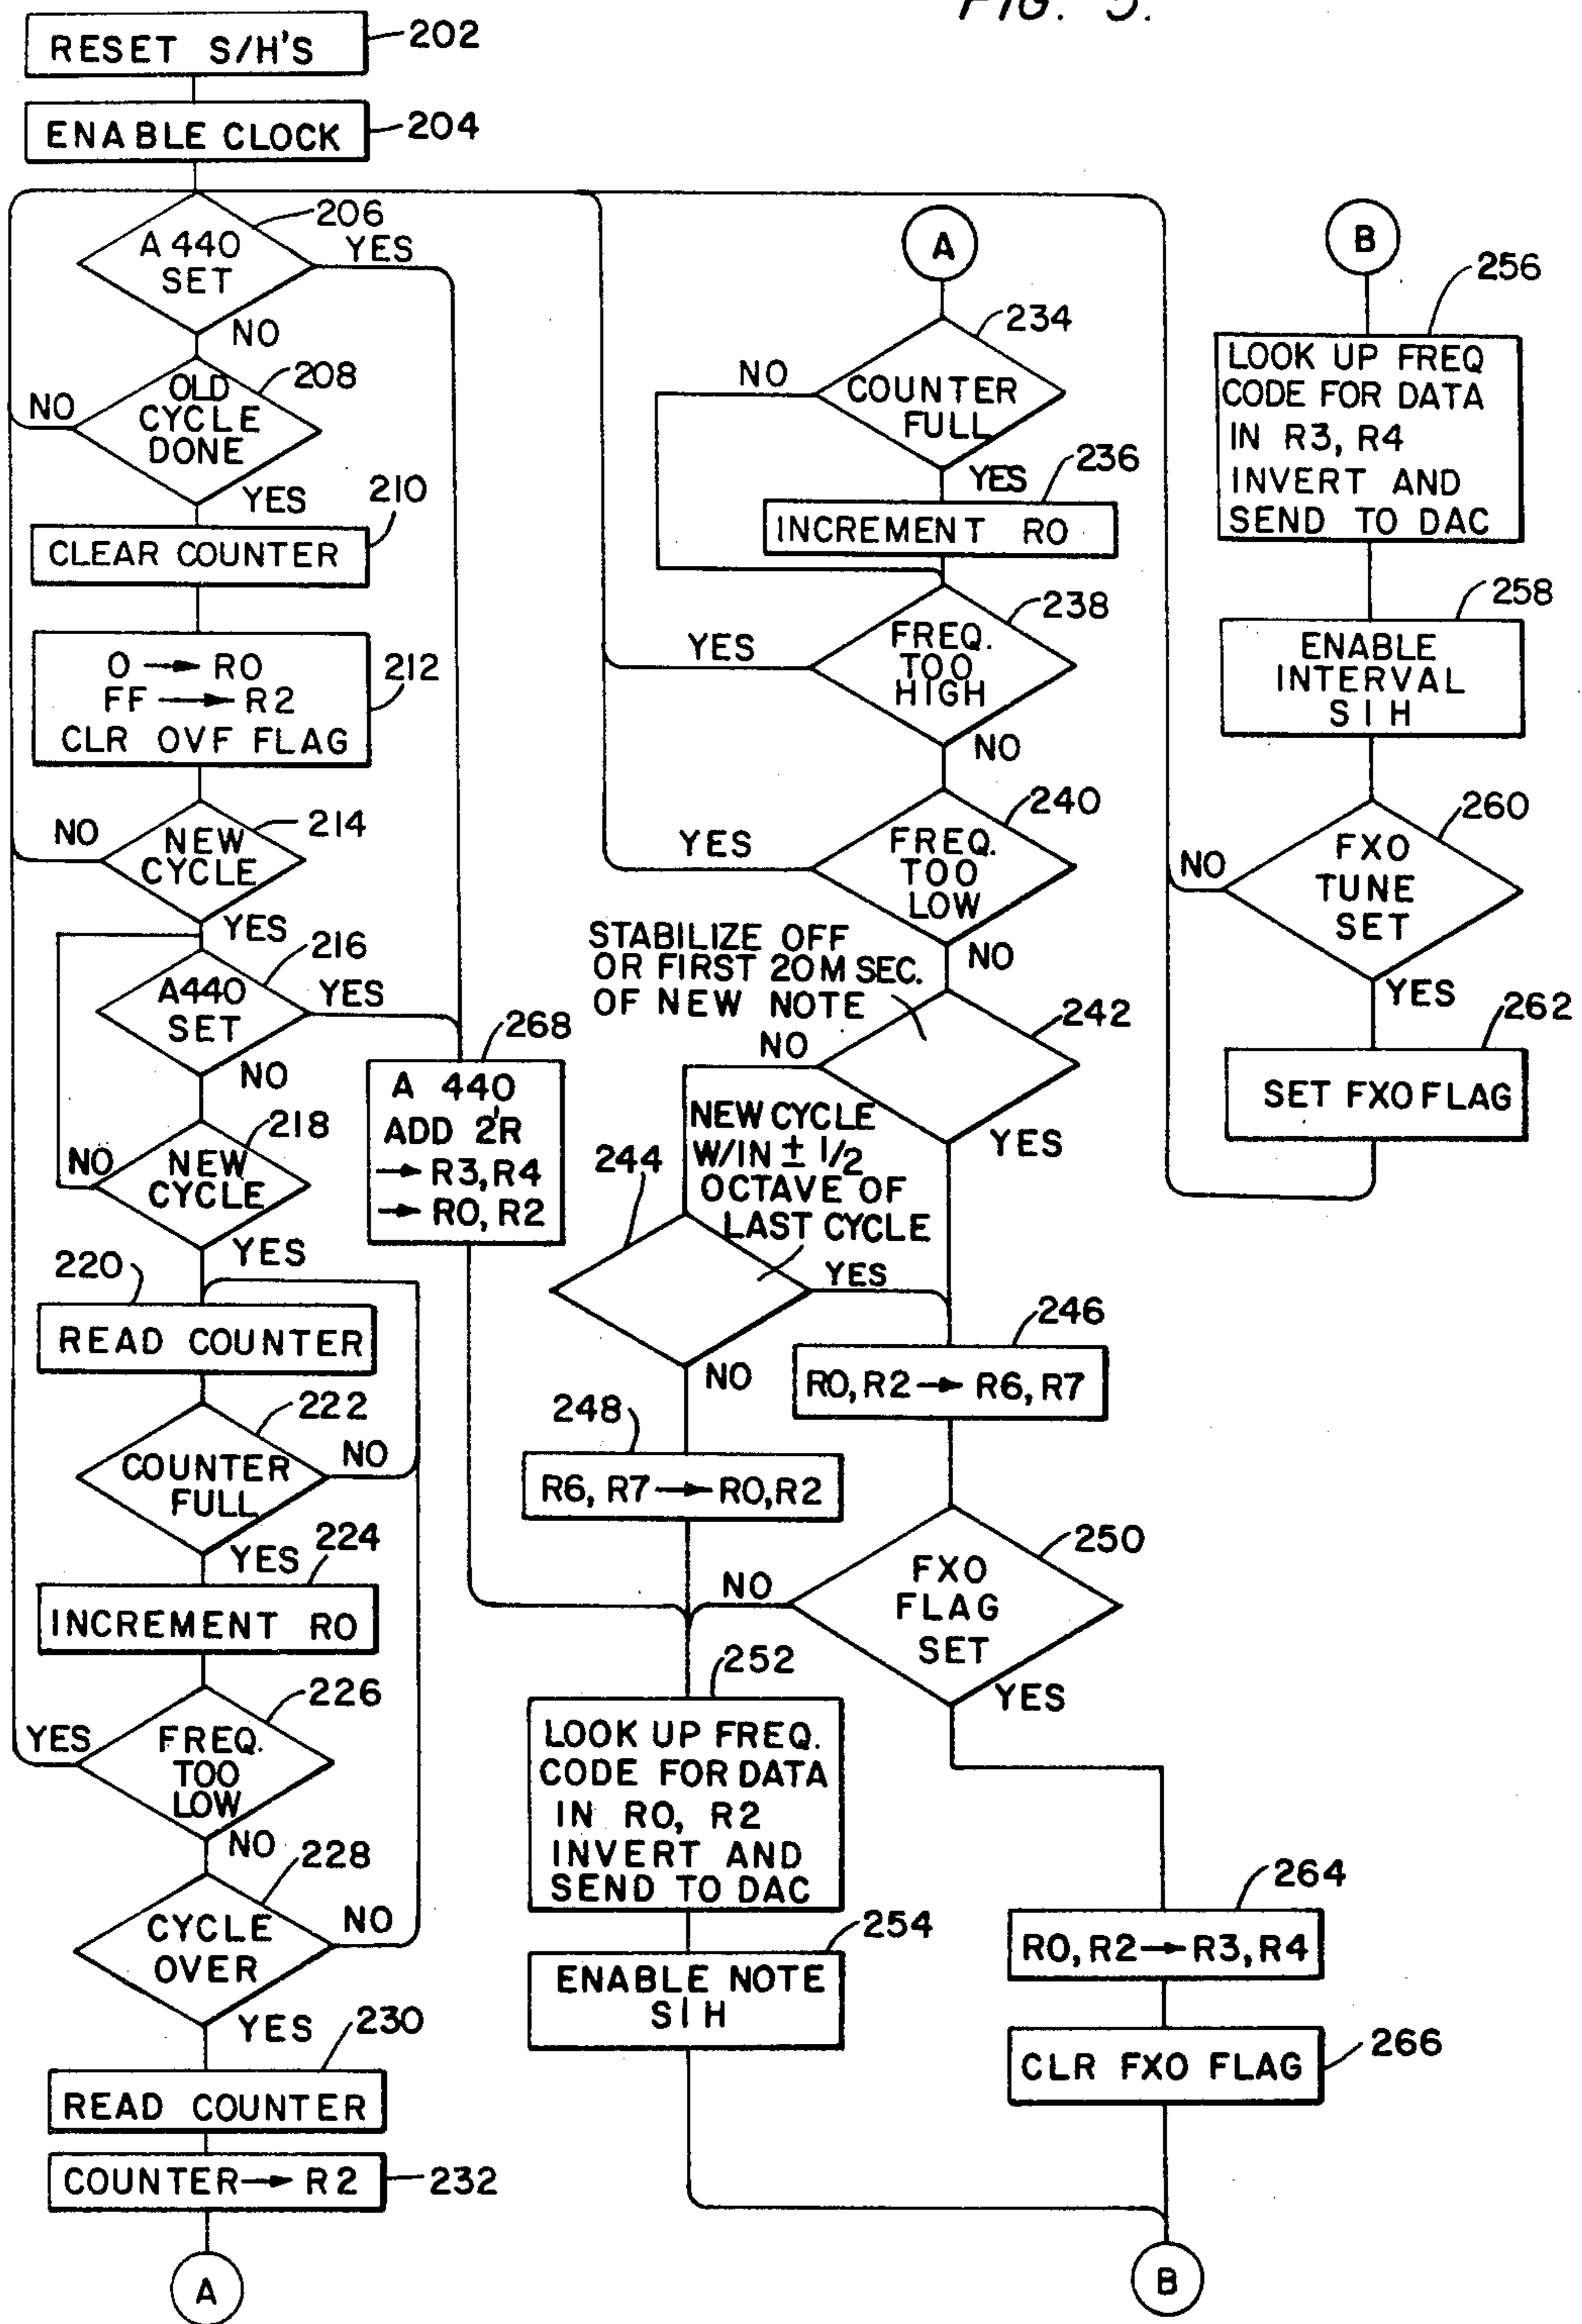 FIG. 5.
RESET S/H'S
202
ENABLE CLOCK
204
206
A 440
SET
YES
NO
208
OLD
CYCLE
DONE
NO
YES
210
CLEAR COUNTER
0 → R0
FF → R2
CLR OVF FLAG
212
NEW
CYCLE
214
NO
YES
216
A440
SET
YES
NO
218
NEW
CYCLE
NO
YES
268
A 440
ADD 2'R
→ R3, R4
→ R0, R2
220
READ COUNTER
222
COUNTER
FULL
NO
YES
224
INCREMENT R0
226
FREQ.
TOO
LOW
YES
NO
228
CYCLE
OVER
NO
YES
230
READ COUNTER
COUNTER → R2
232
A
A
234
COUNTER
FULL
NO
YES
236
INCREMENT R0
238
FREQ.
TOO
HIGH
YES
NO
240
FREQ.
TOO
LOW
YES
NO
STABILIZE OFF
OR FIRST 20 M SEC.
OF NEW NOTE
242
NO
YES
NEW CYCLE
W/IN ± 1/2
OCTAVE OF
LAST CYCLE
244
YES
NO
246
R0, R2 → R6, R7
248
R6, R7 → R0, R2
250
FXO
FLAG
SET
NO
YES
252
LOOK UP FREQ.
CODE FOR DATA
IN R0, R2
INVERT AND
SEND TO DAC
254
ENABLE NOTE
S I H
264
R0, R2 → R3, R4
266
CLR FXO FLAG
B
B
256
LOOK UP FREQ
CODE FOR DATA
IN R3, R4
INVERT AND
SEND TO DAC
258
ENABLE
INTERVAL
S I H
260
FXO
TUNE
SET
NO
YES
262
SET FXO FLAG